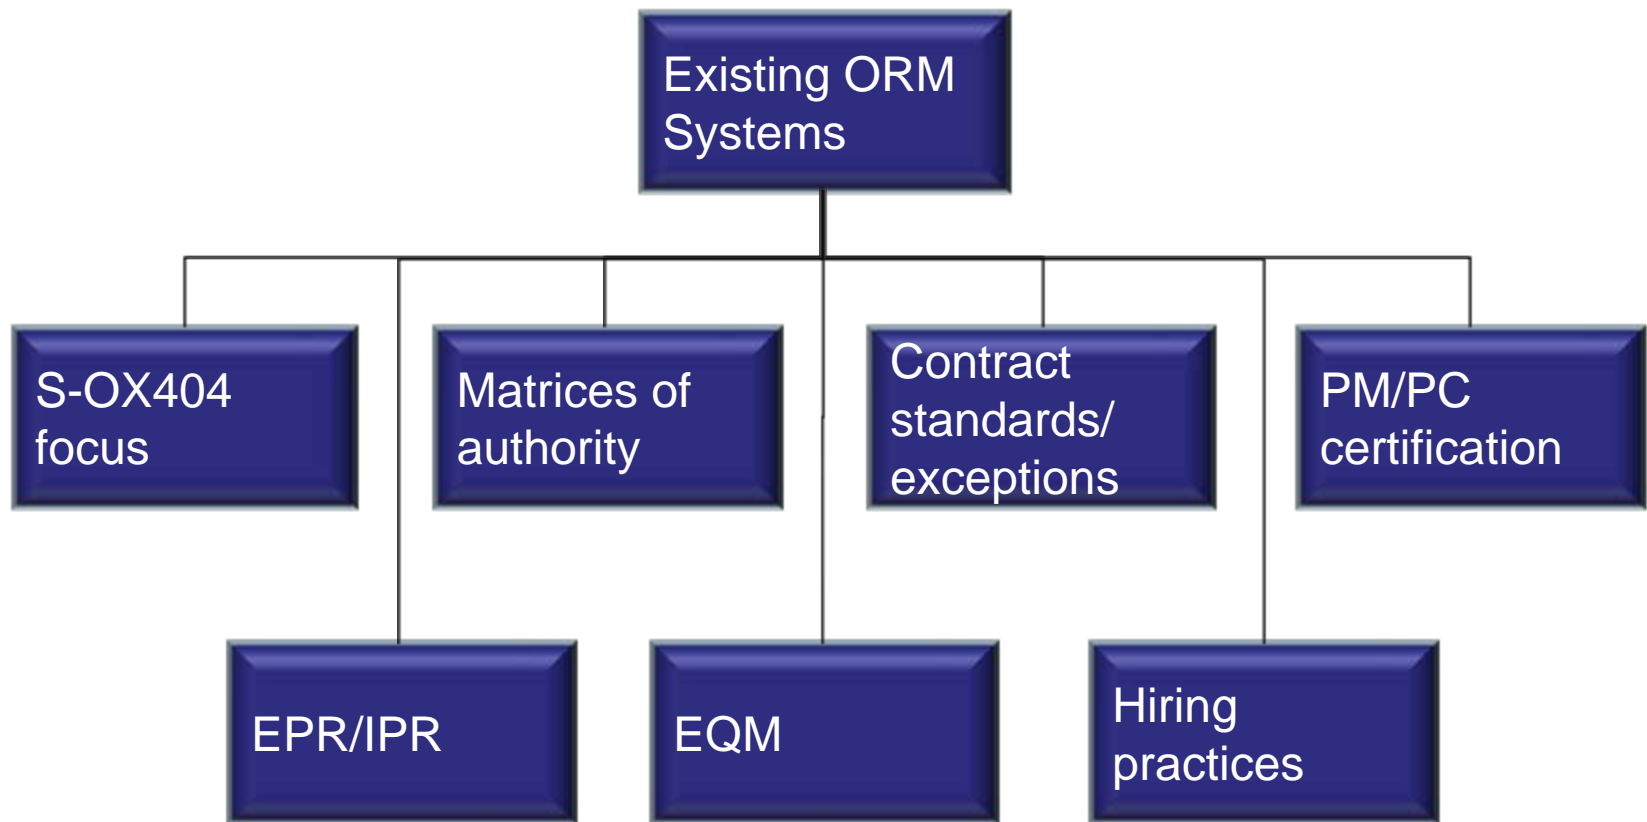 Existing ORM
Systems
S-OX404
focus
Matrices of
authority
Contract
standards/
exceptions
PM/PC
certification
EPR/IPR
EQM
Hiring
practices